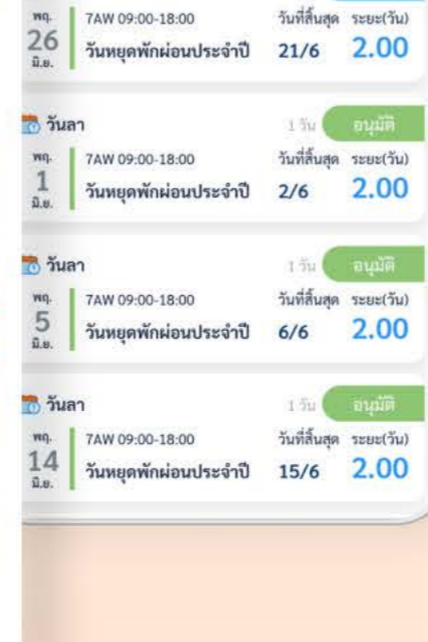 พฤ.
26
มิ.ย.
7AW 09:00-18:00
วันหยุดพักผ่อนประจำปี
วันที่สิ้นสุด ระยะ(วัน)
21/6 2.00
วันลา 1 วัน อนุมัติ
พฤ.
1
มิ.ย.
7AW 09:00-18:00
วันหยุดพักผ่อนประจำปี
วันที่สิ้นสุด ระยะ(วัน)
2/6 2.00
วันลา 1 วัน อนุมัติ
พฤ.
5
มิ.ย.
7AW 09:00-18:00
วันหยุดพักผ่อนประจำปี
วันที่สิ้นสุด ระยะ(วัน)
6/6 2.00
วันลา 1 วัน อนุมัติ
พฤ.
14
มิ.ย.
7AW 09:00-18:00
วันหยุดพักผ่อนประจำปี
วันที่สิ้นสุด ระยะ(วัน)
15/6 2.00